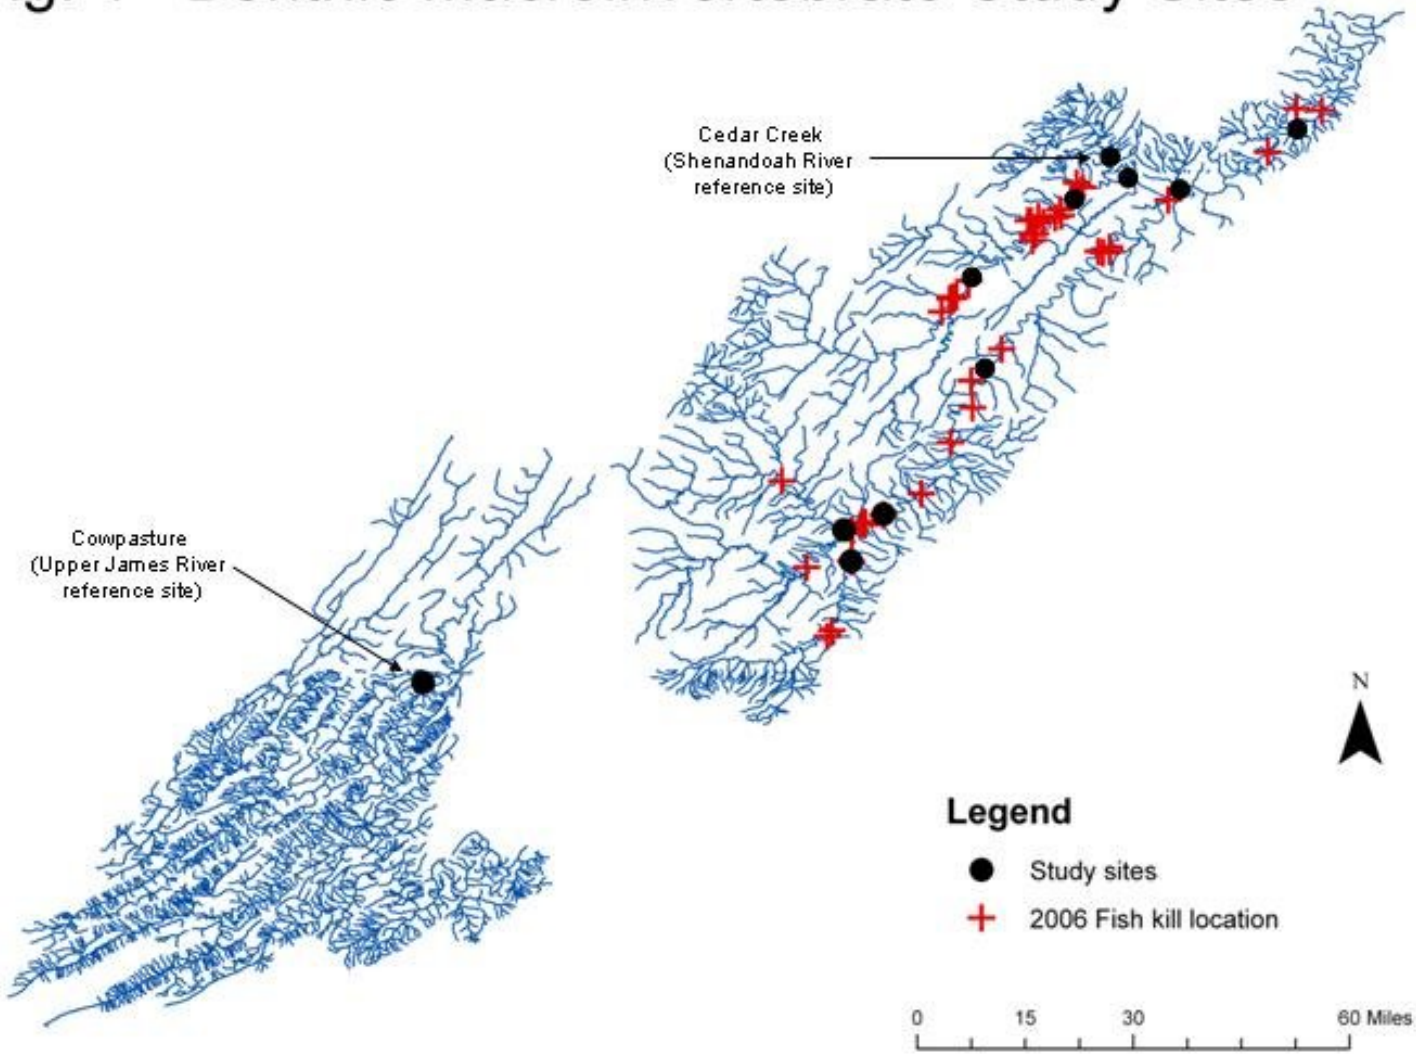 Cedar Creek
(Shenandoah River
reference site)
Cowpasture
(Upper James River
reference site)
N
Legend
Study sites
2006 Fish kill location
0 15 30 60 Miles